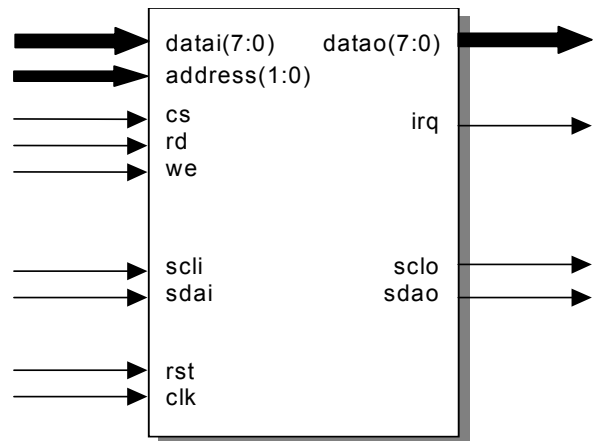 datai(7:0) datao(7:0)
address(1:0)
cs
irq
rd
we
scli sclo
sdai sdao
rst
clk